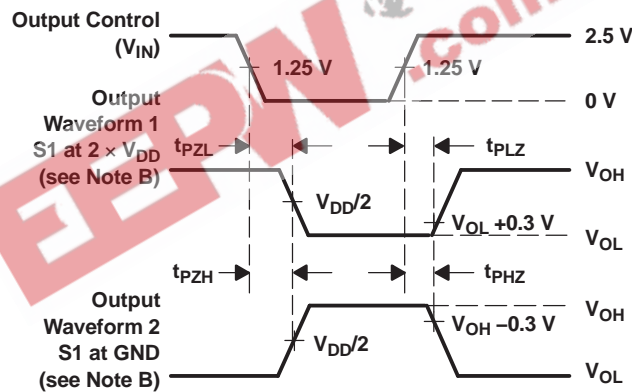 Output Control
(VIN)
2.5 V
1.25 V
1.25 V
0 V
Output
Waveform 1
S1 at 2 × VDD
(see Note B)
tPZL
tPLZ
VOH
VDD/2
VOL +0.3 V
VOL
tPZH
tPHZ
Output
Waveform 2
S1 at GND
(see Note B)
VOH
VOH −0.3 V
VDD/2
VOL
EEPW.com